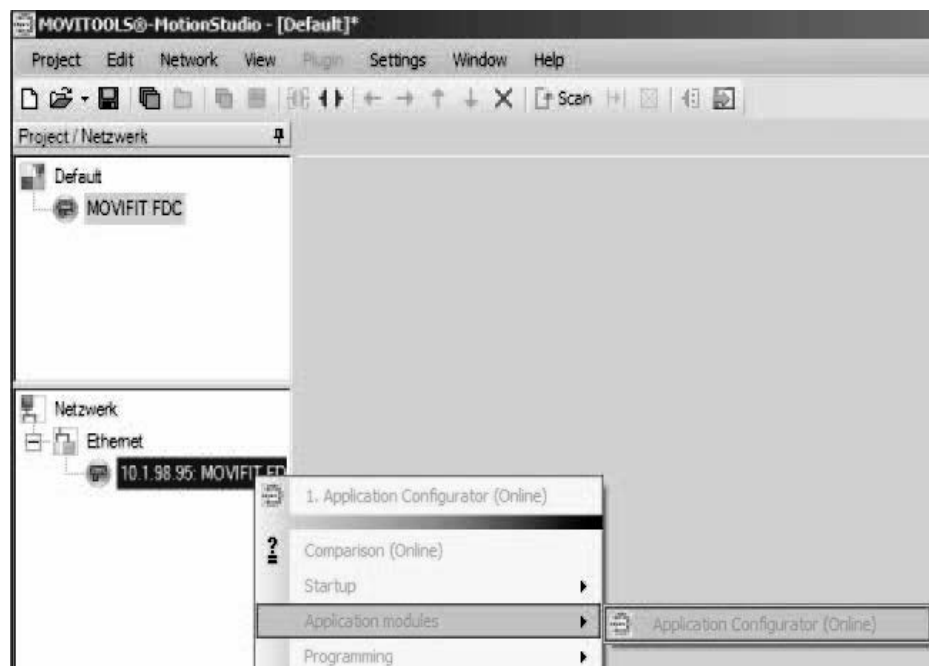 MOVITOOLS®-MotionStudio - [Default]*
Project Edit Network View Plugin Settings Window Help
Scan
Project / Netzwerk
Default
MOVIFIT FDC
Netzwerk
Ethernet
10.1.98.95: MOVIFIT FD
1. Application Configurator (Online)
Comparison (Online)
Startup
Application modules
Application Configurator (Online)
Programming